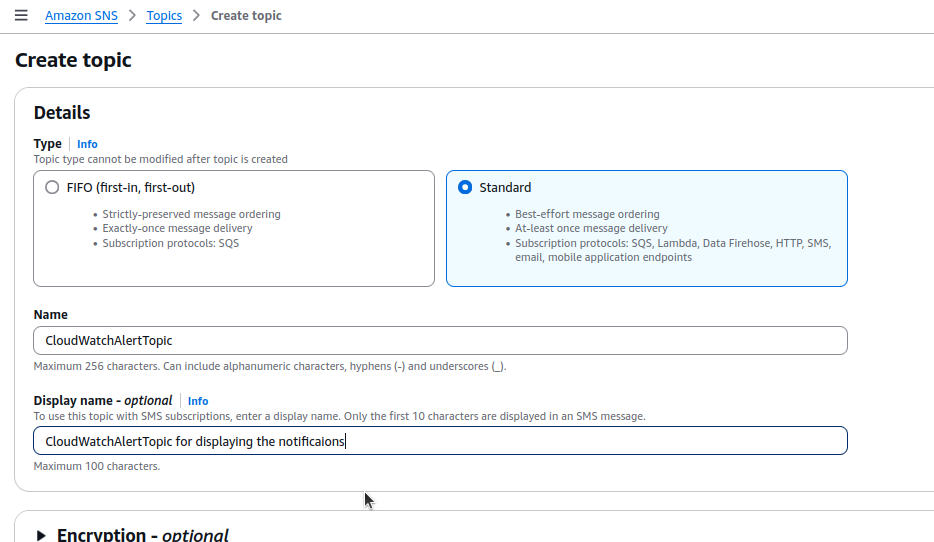 Amazon SNS > Topics > Create topic
Create topic
Details
Type | Info
Topic type cannot be modified after topic is created
FIFO (first-in, first-out)
• Strictly-preserved message ordering
• Exactly-once message delivery
• Subscription protocols: SQS
Standard
• Best-effort message ordering
• At-least once message delivery
• Subscription protocols: SQS, Lambda, Data Firehose, HTTP, SMS,
email, mobile application endpoints
Name
CloudWatchAlertTopic
Maximum 256 characters. Can include alphanumeric characters, hyphens (-) and underscores (_).
Display name - optional | Info
To use this topic with SMS subscriptions, enter a display name. Only the first 10 characters are displayed in an SMS message.
CloudWatchAlertTopic for displaying the notificaions
Maximum 100 characters.
Encryption - optional